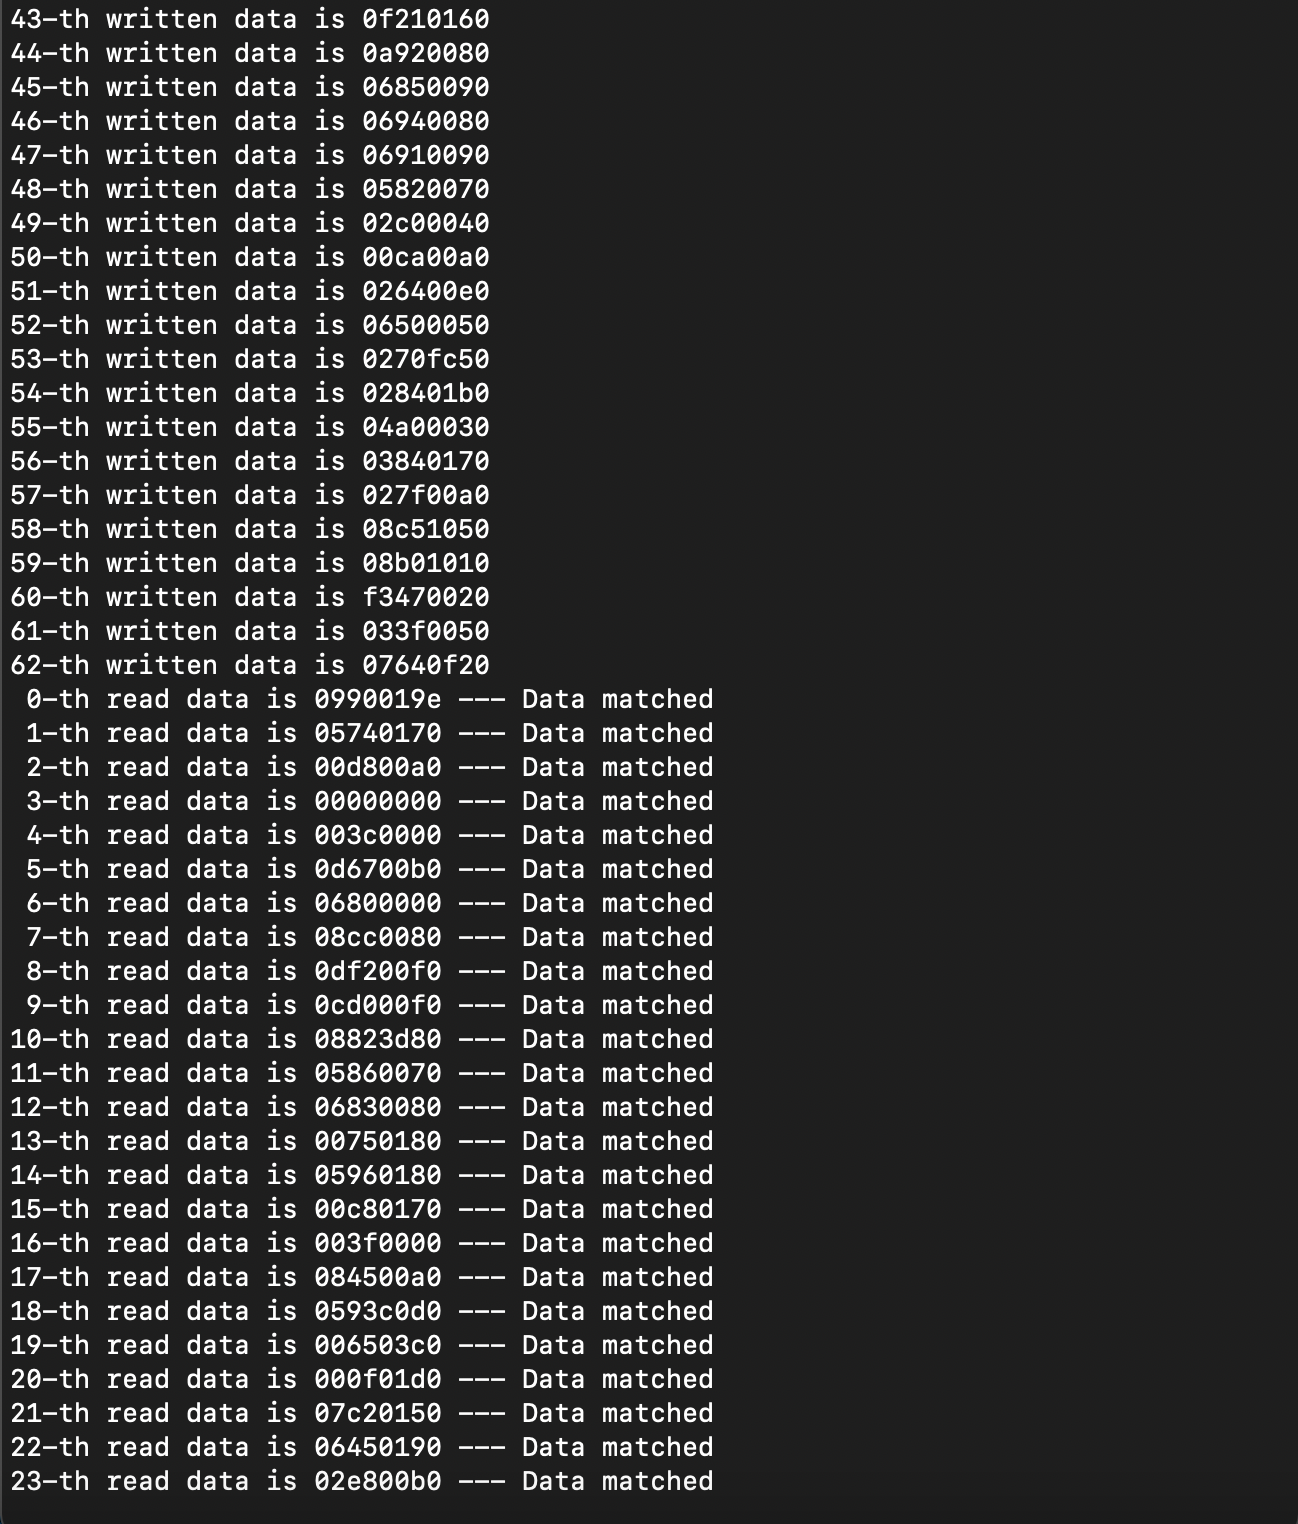 43-th written data is 0f210160
44-th written data is 0a920080
45-th written data is 06850090
46-th written data is 06940080
47-th written data is 06910090
48-th written data is 05820070
49-th written data is 02c00040
50-th written data is 00ca00a0
51-th written data is 026400e0
52-th written data is 06500050
53-th written data is 0270fc50
54-th written data is 028401b0
55-th written data is 04a00030
56-th written data is 03840170
57-th written data is 027f00a0
58-th written data is 08c51050
59-th written data is 08b01010
60-th written data is f3470020
61-th written data is 033f0050
62-th written data is 07640f20
0-th read data is 0990019e --- Data matched
1-th read data is 05740170 --- Data matched
2-th read data is 00d800a0 --- Data matched
3-th read data is 00000000 --- Data matched
4-th read data is 003c0000 --- Data matched
5-th read data is 0d6700b0 --- Data matched
6-th read data is 06800000 --- Data matched
7-th read data is 08cc0080 --- Data matched
8-th read data is 0df200f0 --- Data matched
9-th read data is 0cd000f0 --- Data matched
10-th read data is 08823d80 --- Data matched
11-th read data is 05860070 --- Data matched
12-th read data is 06830080 --- Data matched
13-th read data is 00750180 --- Data matched
14-th read data is 05960180 --- Data matched
15-th read data is 00c80170 --- Data matched
16-th read data is 003f0000 --- Data matched
17-th read data is 084500a0 --- Data matched
18-th read data is 0593c0d0 --- Data matched
19-th read data is 006503c0 --- Data matched
20-th read data is 000f01d0 --- Data matched
21-th read data is 07c20150 --- Data matched
22-th read data is 06450190 --- Data matched
23-th read data is 02e800b0 --- Data matched